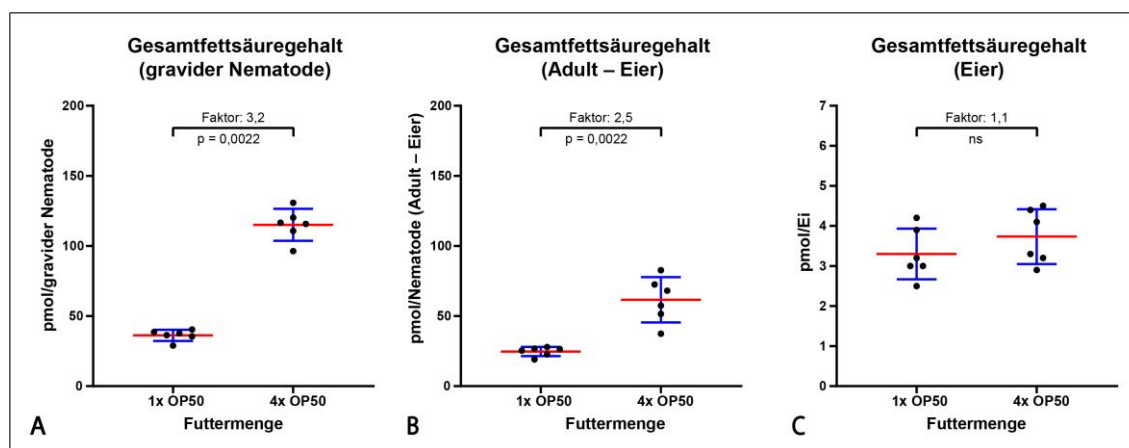 Gesamtfettsäuregehalt
(gravider Nematode)
Faktor: 3,2
p = 0,0022
pmol/gravider Nematode
200
150
100
50
0
1x OP50
4x OP50
Futtermenge
A
Gesamtfettsäuregehalt
(Adult – Eier)
Faktor: 2,5
p = 0,0022
pmol/Nematode (Adult – Eier)
200
150
100
50
0
1x OP50
4x OP50
Futtermenge
B
Gesamtfettsäuregehalt
(Eier)
Faktor: 1,1
ns
pmol/Ei
7
6
5
4
3
2
1
0
1x OP50
4x OP50
Futtermenge
C